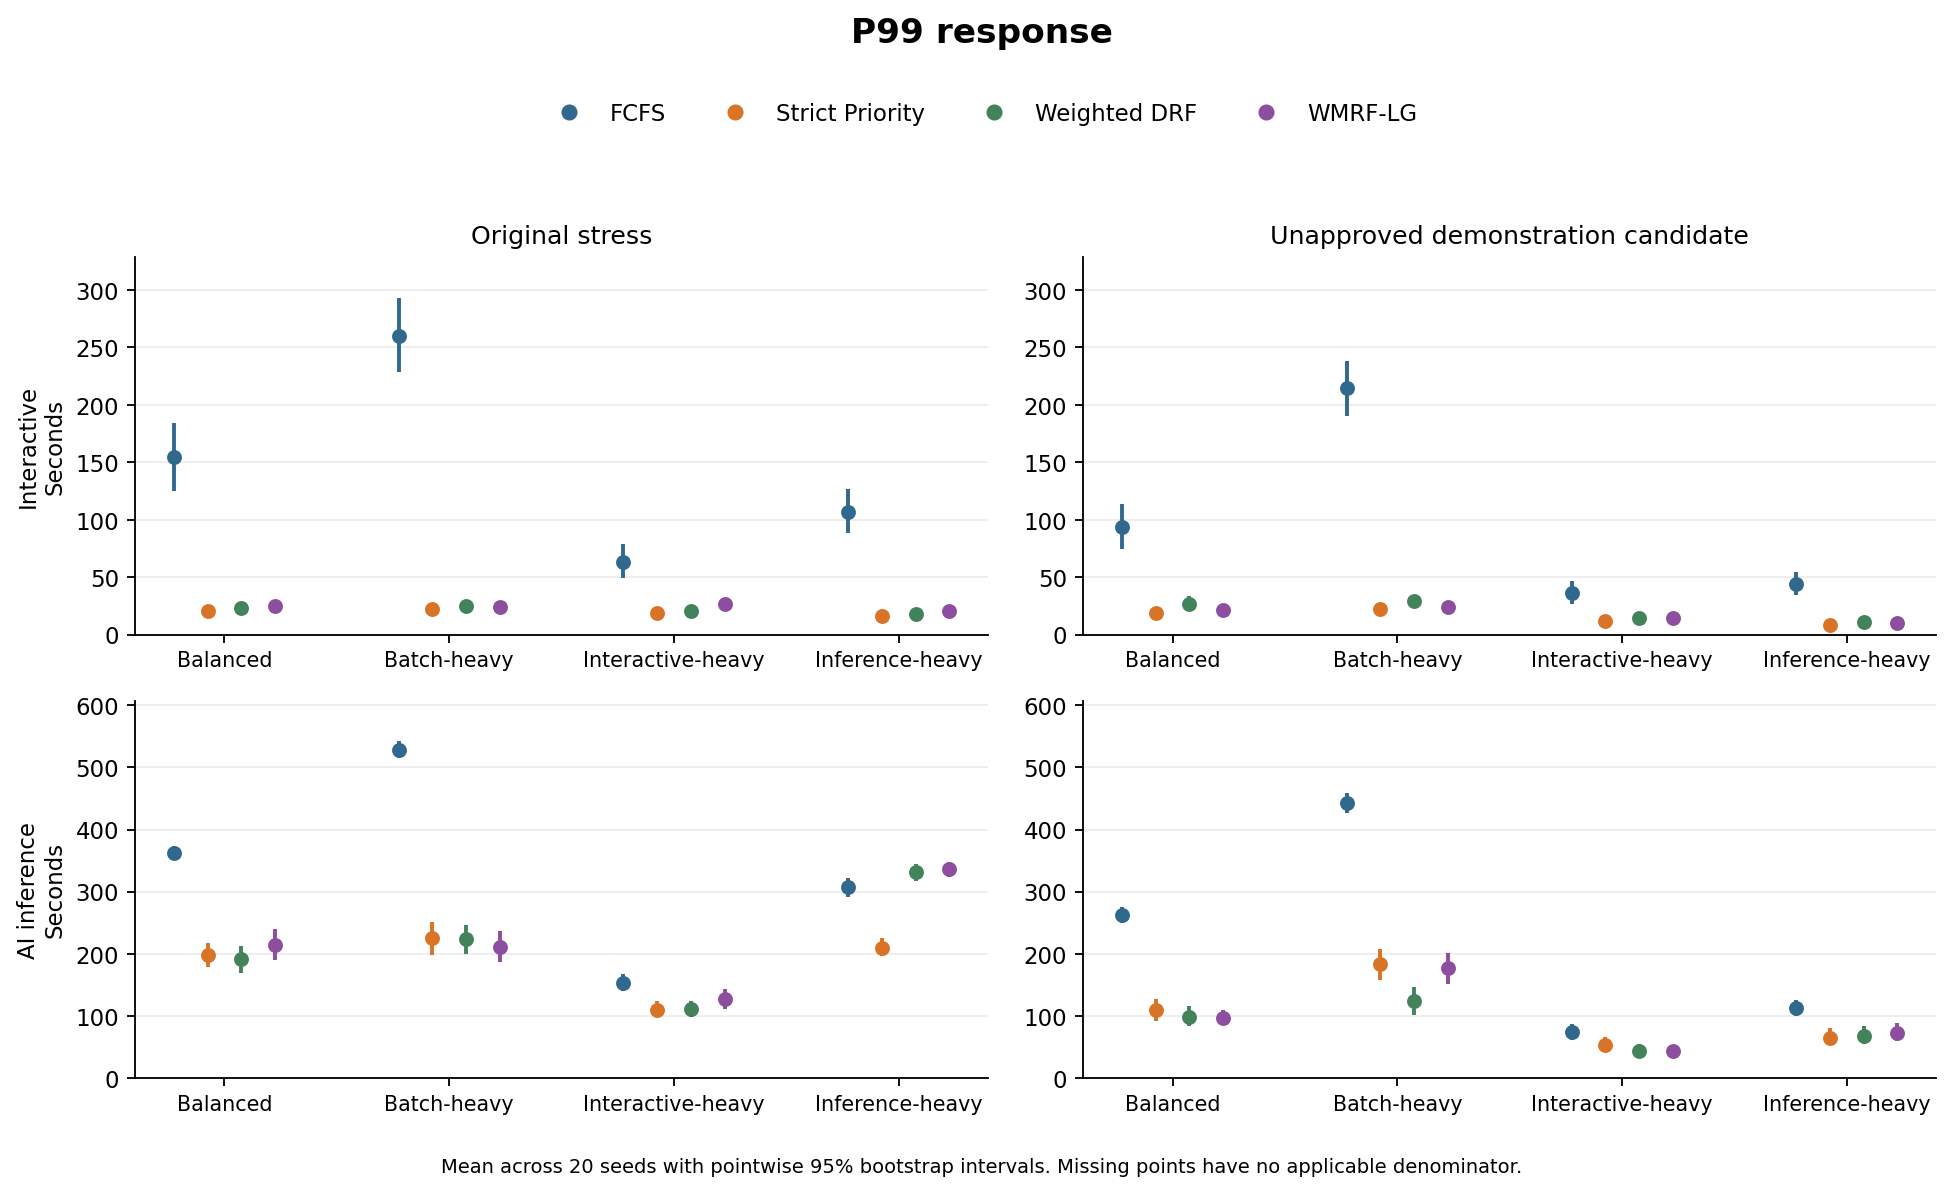 P99 response
FCFS
Strict Priority
Weighted DRF
WMRF-LG
Original stress
Unapproved demonstration candidate
Interactive
Seconds
300
250
200
150
100
50
0
Balanced
Batch-heavy
Interactive-heavy
Inference-heavy
300
250
200
150
100
50
0
Balanced
Batch-heavy
Interactive-heavy
Inference-heavy
AI inference
Seconds
600
500
400
300
200
100
0
Balanced
Batch-heavy
Interactive-heavy
Inference-heavy
600
500
400
300
200
100
0
Balanced
Batch-heavy
Interactive-heavy
Inference-heavy
Mean across 20 seeds with pointwise 95% bootstrap intervals. Missing points have no applicable denominator.